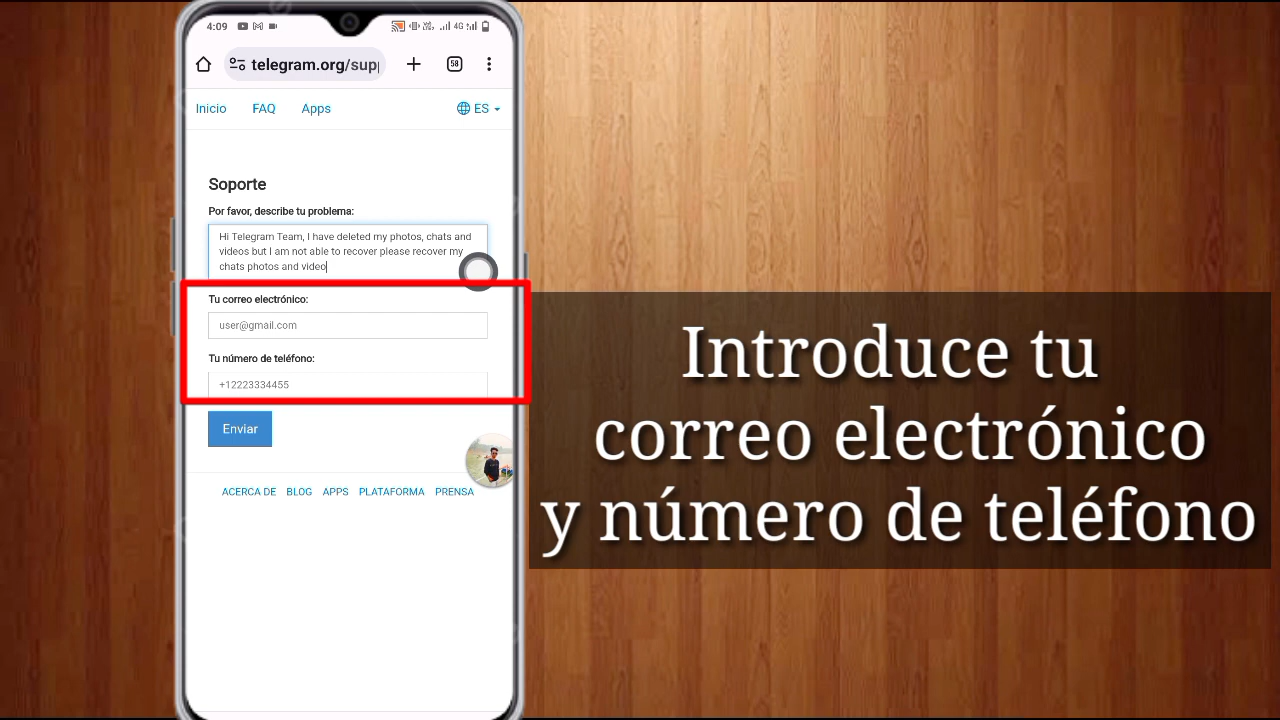 4:09
4G
telegram.org/sup
58
Inicio FAQ Apps ES
Soporte
Por favor, describe tu problema:
Hi Telegram Team, I have deleted my photos, chats and
videos but I am not able to recover please recover my
chats photos and video
Tu correo electrónico:
user@gmail.com
Tu número de teléfono:
+12223334455
Enviar
ACERCA DE BLOG APPS PLATAFORMA PRENSA
Introduce tu
correo electrónico
y número de teléfono